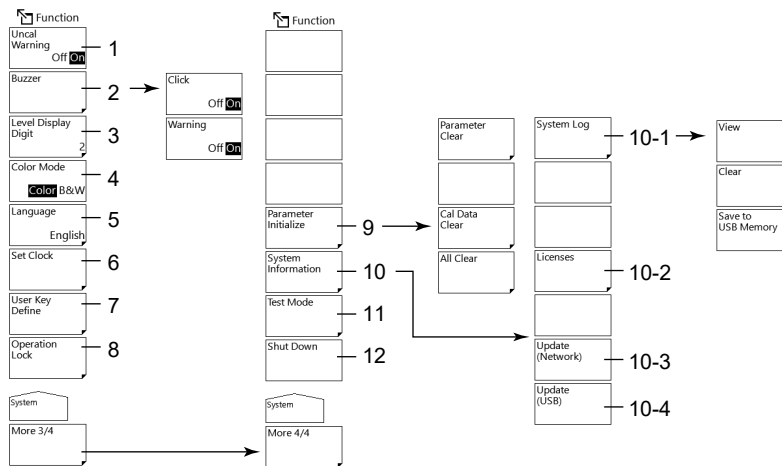 Function
Uncal
Warning
Off On
1
Buzzer
2
Level Display
Digit
2
3
Color Mode
Color B&W
4
Language
English
5
Set Clock
6
User Key
Define
7
Operation
Lock
8
System
More 3/4
Click
Off On
Warning
Off On
Function
Parameter
Initialize
9
System
Information
10
Test Mode
11
Shut Down
12
System
More 4/4
Parameter
Clear
Cal Data
Clear
All Clear
System Log
10-1
Licenses
10-2
Update
(Network)
10-3
Update
(USB)
10-4
View
Clear
Save to
USB Memory